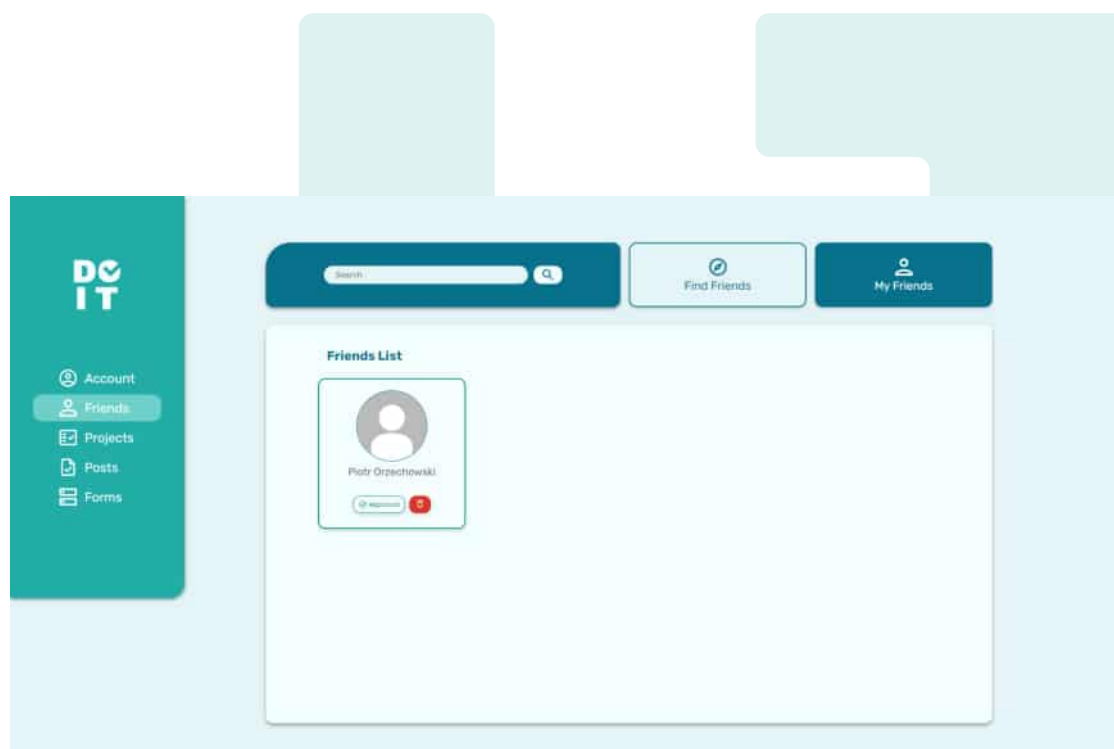 DO
IT
Account
Friends
Projects
Posts
Forms
Search
Find Friends
My Friends
Friends List
Piotr Orzechowski